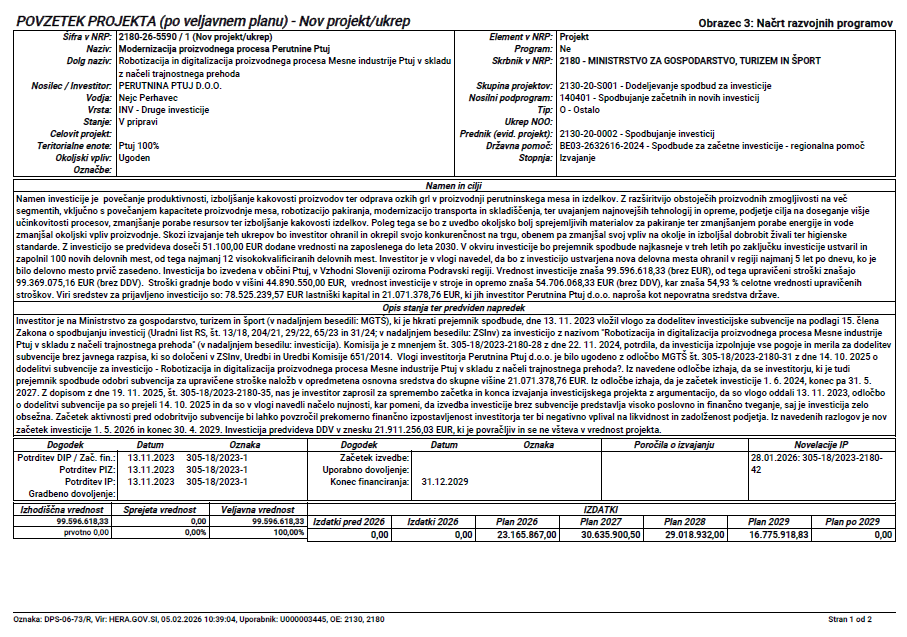 POVZETEK PROJEKTA (po veljavnem planu) - Nov projekt/ukrep
Obrazec 3: Načrt razvojnih programov
Šifra v NRP: 2180-26-5590 / 1 (Nov projekt/ukrep)
Naziv: Modernizacija proizvodnega procesa Perutnine Ptuj
Dolg naziv: Robotizacija in digitalizacija proizvodnega procesa Mesne industrije Ptuj v skladu
z načeli trajnostnega prehoda
Nosilec / Investitor: PERUTNINA PTUJ D.O.O.
Vodja: Nejc Perhavec
Vrsta: INV - Druge investicije
Stanje: V pripravi
Celovit projekt:
Teritorialne enote: Ptuj 100%
Okoljski vpliv: Ugoden
Označbe:
Element v NRP: Projekt
Program: Ne
Skrbnik v NRP: 2180 - MINISTRSTVO ZA GOSPODARSTVO, TURIZEM IN ŠPORT
Skupina projektov: 2130-20-S001 - Dodeljevanje spodbud za investicije
Nosilni podprogram: 140401 - Spodbujanje začetnih in novih investicij
Tip: O - Ostalo
Ukrep NOO:
Prednik (evid. projekt): 2130-20-0002 - Spodbujanje investicij
Državna pomoč: BE03-2632616-2024 - Spodbude za začetne investicije - regionalna pomoč
Stopnja: Izvajanje
Namen in cilji
Namen investicije je povečanje produktivnosti, izboljšanje kakovosti proizvodov ter odprava ozkih grl v proizvodnji perutninskega mesa in izdelkov. Z razširitvijo obstoječih proizvodnih zmogljivosti na več
segmentih, vključno s povečanjem kapacitete proizvodnje mesa, robotizacijo pakiranja, modernizacijo transporta in skladiščenja, ter uvajanjem najnovejših tehnologij in opreme, podjetje cilja na doseganje višje
učinkovitosti procesov, zmanjšanje porabe resursov ter izboljšanje kakovosti izdelkov. Poleg tega se bo z uvedbo okoljsko bolj sprejemljivih materialov za pakiranje ter zmanjšanjem porabe energije in vode
zmanjšal okoljski vpliv proizvodnje. Skozi izvajanje teh ukrepov bo investitor ohranil in okrepil svojo konkurenčnost na trgu, obenem pa zmanjšal svoj vpliv na okolje in izboljšal dobrobit živali ter higienske
standarde. Z investicijo se predvideva doseči 51.100,00 EUR dodane vrednosti na zaposlenega do leta 2030. V okviru investicije bo prejemnik spodbude najkasneje v treh letih po zaključku investicije ustvaril in
zapolnil 100 novih delovnih mest, od tega najmanj 12 visokokvalificiranih delovnih mest. Investitor je v vlogi navedel, da bo z investicijo ustvarjena nova delovna mesta ohranil v regiji najmanj 5 let po dnevu, ko je
bilo delovno mesto prvič zasedeno. Investicija bo izvedena v občini Ptuj, v Vzhodni Sloveniji oziroma Podravski regiji. Vrednost investicije znaša 99.596.618,33 (brez EUR), od tega upravičeni stroški znašajo
99.369.075,16 EUR (brez DDV). Stroški gradnje bodo v višini 44.890.550,00 EUR, vrednost investicije v stroje in opremo znaša 54.706.068,33 EUR (brez DDV), kar znaša 54,93 % celotne vrednosti upravičenih
stroškov. Viri sredstev za prijavljeno investicijo so: 78.525.239,57 EUR lastniški kapital in 21.071.378,76 EUR, ki jih investitor Perutnina Ptuj d.o.o. naproša kot nepovratna sredstva države.
Opis stanja ter predviden napredek
Investitor je na Ministrstvo za gospodarstvo, turizem in šport (v nadaljnjem besedili: MGTŠ), ki je hkrati prejemnik spodbude, dne 13. 11. 2023 vložil vlogo za dodelitev investicijske subvencije na podlagi 15. člena
Zakona o spodbujanju investicij (Uradni list RS, št. 13/18, 204/21, 29/22, 65/23 in 31/24; v nadaljnjem besedilu: ZSInv) za investicijo z nazivom "Robotizacija in digitalizacija proizvodnega procesa Mesne industrije
Ptuj v skladu z načeli trajnostnega prehoda" (v nadaljnjem besedilu: investicija). Komisija je z mnenjem št. 305-18/2023-2180-28 z dne 22. 11. 2024, potrdila, da investicija izpolnjuje vse pogoje in merila za dodelitev
subvencije brez javnega razpisa, ki so določeni v ZSInv, Uredbi in Uredbi Komisije 651/2014. Vlogi investitorja Perutnina Ptuj d.o.o. je bilo ugodeno z odločbo MGTŠ št. 305-18/2023-2180-31 z dne 14. 10. 2025 o
dodelitvi subvencije za investicijo - Robotizacija in digitalizacija proizvodnega procesa Mesne industrije Ptuj v skladu z načeli trajnostnega prehoda?. Iz navedene odločbe izhaja, da se investitorju, ki je tudi
prejemnik spodbude odobri subvencija za upravičene stroške naložb v opredmetena osnovna sredstva do skupne višine 21.071.378,76 EUR. Iz odločbe izhaja, da je začetek investicije 1. 6. 2024, konec pa 31. 5.
2027. Z dopisom z dne 19. 11. 2025, št. 305-18/2023-2180-35, nas je investitor zaprosil za spremembo začetka in konca izvajanja investicijskega projekta z argumentacijo, da so vlogo oddali 13. 11. 2023, odločbo
o dodelitvi subvencije pa so prejeli 14. 10. 2025 in da so v vlogi navedli načelo nujnosti, kar pomeni, da izvedba investicije brez subvencije predstavlja visoko poslovno in finančno tveganje, saj je investicija zelo
obsežna. Začetek aktivnosti pred odobritvijo subvencije bi lahko povzročil prekomerno finančno izpostavljenost investitorja ter bi negativno vplival na likvidnost in zadolženost podjetja. Iz navedenih razlogov je nov
začetek investicije 1. 5. 2026 in konec 30. 4. 2029. Investicija predvideva DDV v znesku 21.911.256,03 EUR, ki je povračljiv in se ne všteva v vrednost projekta.
Dogodek Datum Oznaka Dogodek Datum Oznaka Poročila o izvajanju Novelacije IP
Potrditev DIP / Zač. fin.: 13.11.2023 305-18/2023-1
Potrditev PIZ: 13.11.2023 305-18/2023-1
Potrditev IP: 13.11.2023 305-18/2023-1
Gradbeno dovoljenje:
Začetek izvedbe:
Uporabno dovoljenje:
Konec financiranja: 31.12.2029
28.01.2026: 305-18/2023-2180-
42
Izhodiščna vrednost Sprejeta vrednost Veljavna vrednost
99.596.618,33 0,00 99.596.618,33
prvotno 0,00 0,00% 100,00%
IZDATKI
Izdatki pred 2026 Izdatki 2026 Plan 2026 Plan 2027 Plan 2028 Plan 2029 Plan po 2029
0,00 0,00 23.165.867,00 30.635.900,50 29.018.932,00 16.775.918,83 0,00
Oznaka: DPS-06-73/R, Vir: HERA.GOV.SI, 05.02.2026 10:39:04, Uporabnik: U000003445, OE: 2130, 2180
Stran 1 od 2